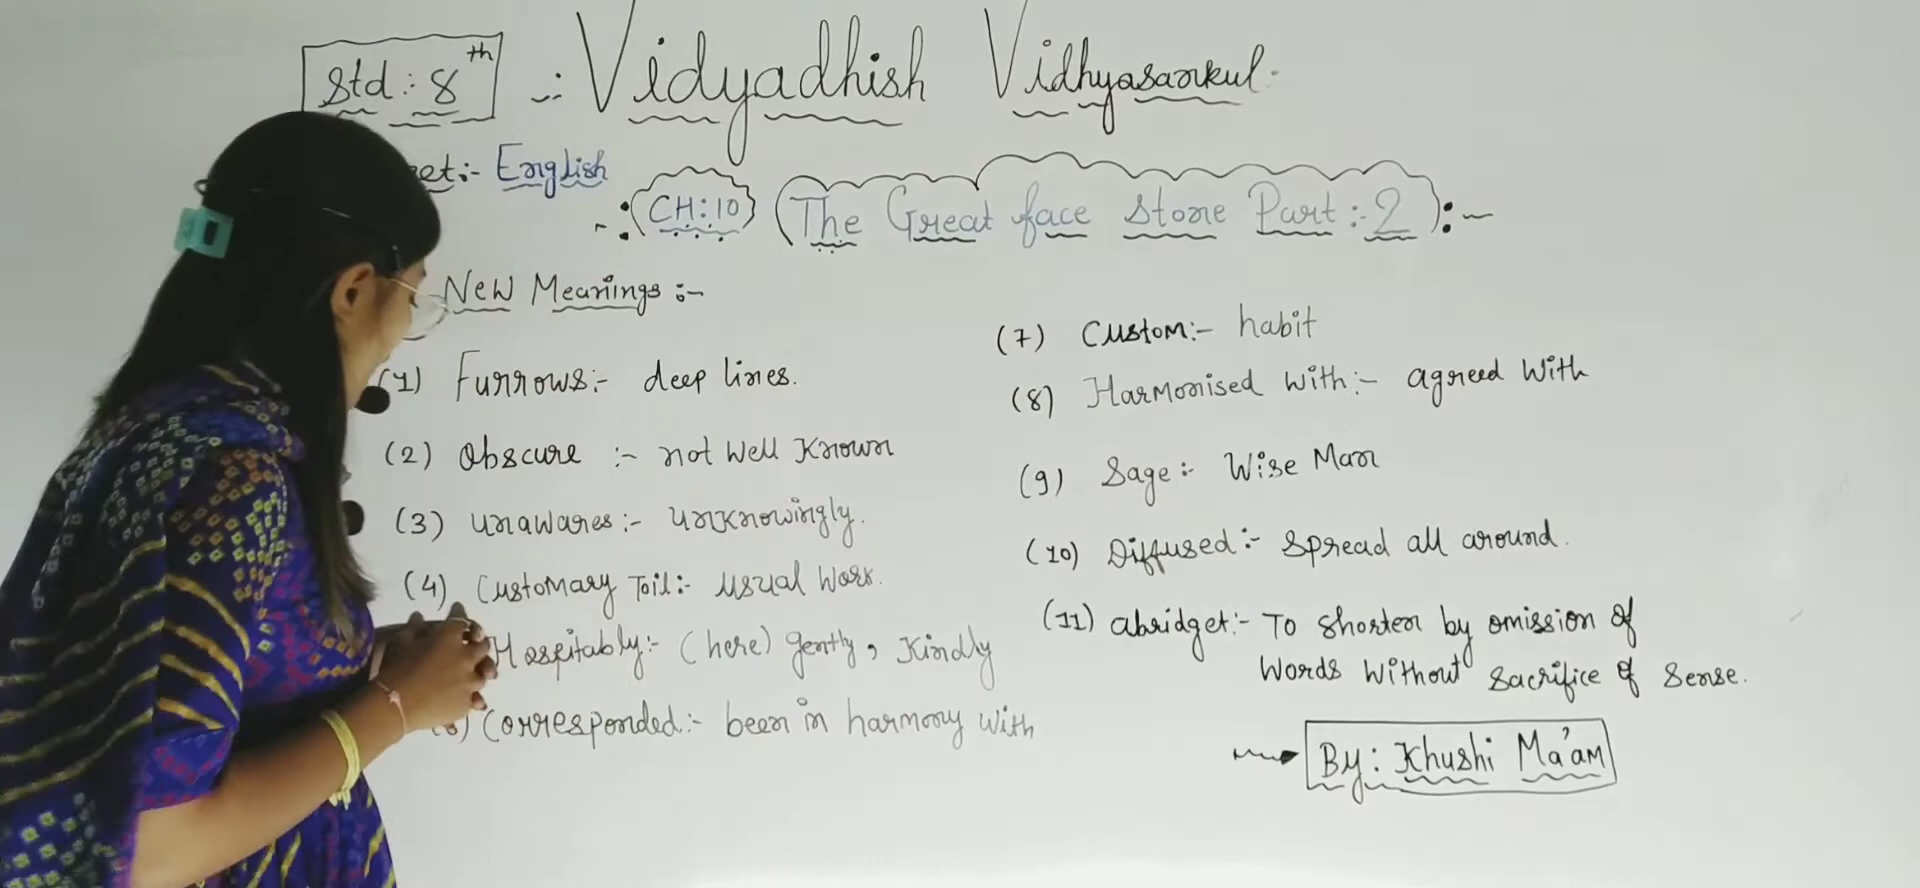 Std :- 8th
-:- Vidyadhish Vidhyasankul -
:- English
-: CH:10 The Great face Stone Part :- 2 :-
New Meanings :-
(1) Furrows:- deep lines.
(2) Obscure :- not well Known
(3) unawares:- unknowingly.
(4) Customary Toil:- usual Work.
Hospitably:- (here) gently, Kindly
6) Corresponded:- been in harmony with
(7) Custom:- habit
(8) Harmonised with:- agreed with
(9) Sage:- Wise Man
(10) Diffused:- Spread all around.
(11) abridget:- To shorten by omission of
Words Without Sacrifice of Sense.
By: Khushi Ma'am